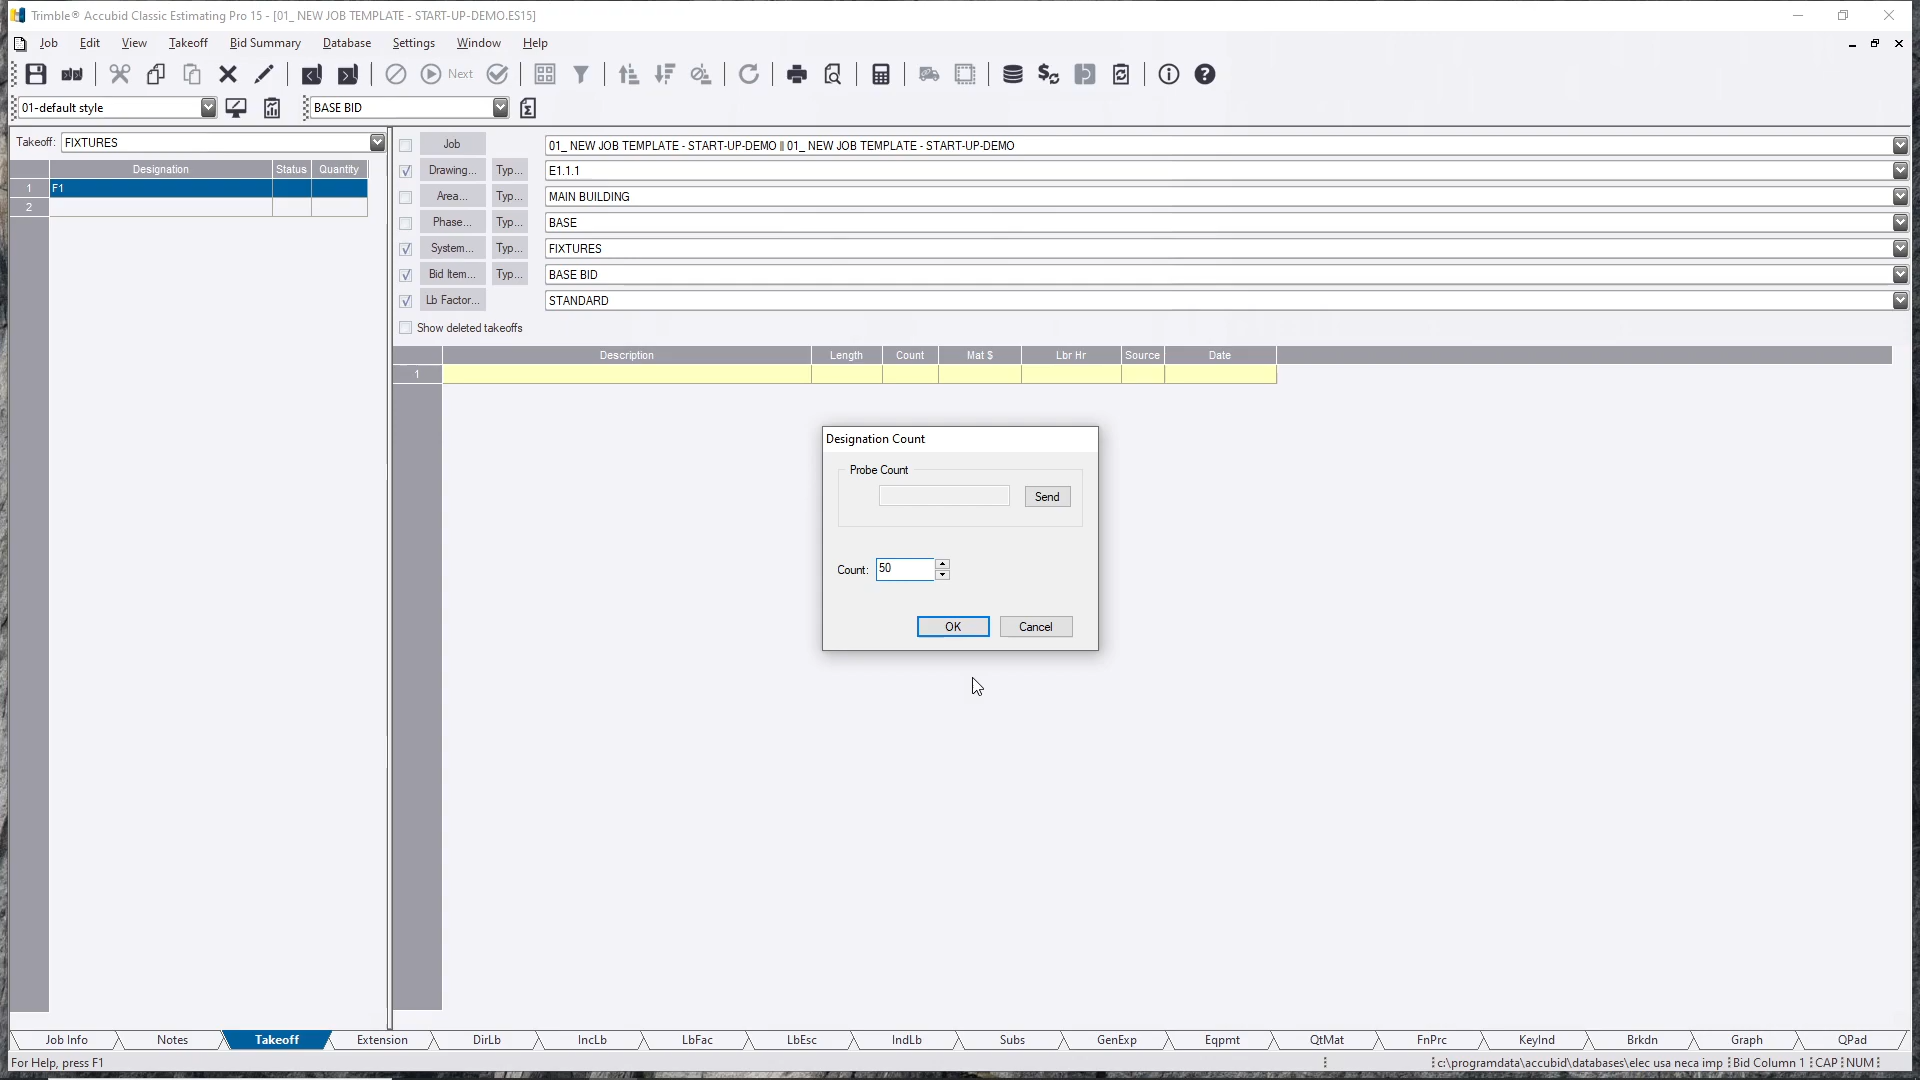 Trimble® Accubid Classic Estimating Pro 15 - [01_ NEW JOB TEMPLATE - START-UP-DEMO.ES15]
Job Edit View Takeoff Bid Summary Database Settings Window Help
Next
01-default style BASE BID
Takeoff: FIXTURES
Designation Status Quantity
1 F1
2
Job 01_ NEW JOB TEMPLATE - START-UP-DEMO || 01_ NEW JOB TEMPLATE - START-UP-DEMO
Drawing... Typ... E1.1.1
Area... Typ... MAIN BUILDING
Phase... Typ... BASE
System... Typ... FIXTURES
Bid Item... Typ... BASE BID
Lb Factor... STANDARD
Show deleted takeoffs
Description Length Count Mat $ Lbr Hr Source Date
1
Designation Count
Probe Count
Send
Count: 50
OK Cancel
Job Info Notes Takeoff Extension DirLb IncLb LbFac LbEsc IndLb Subs GenExp Eqpmt QtMat FnPrc KeyInd Brkdn Graph QPad
For Help, press F1 c:\programdata\accubid\databases\elec usa neca imp Bid Column 1 CAP NUM